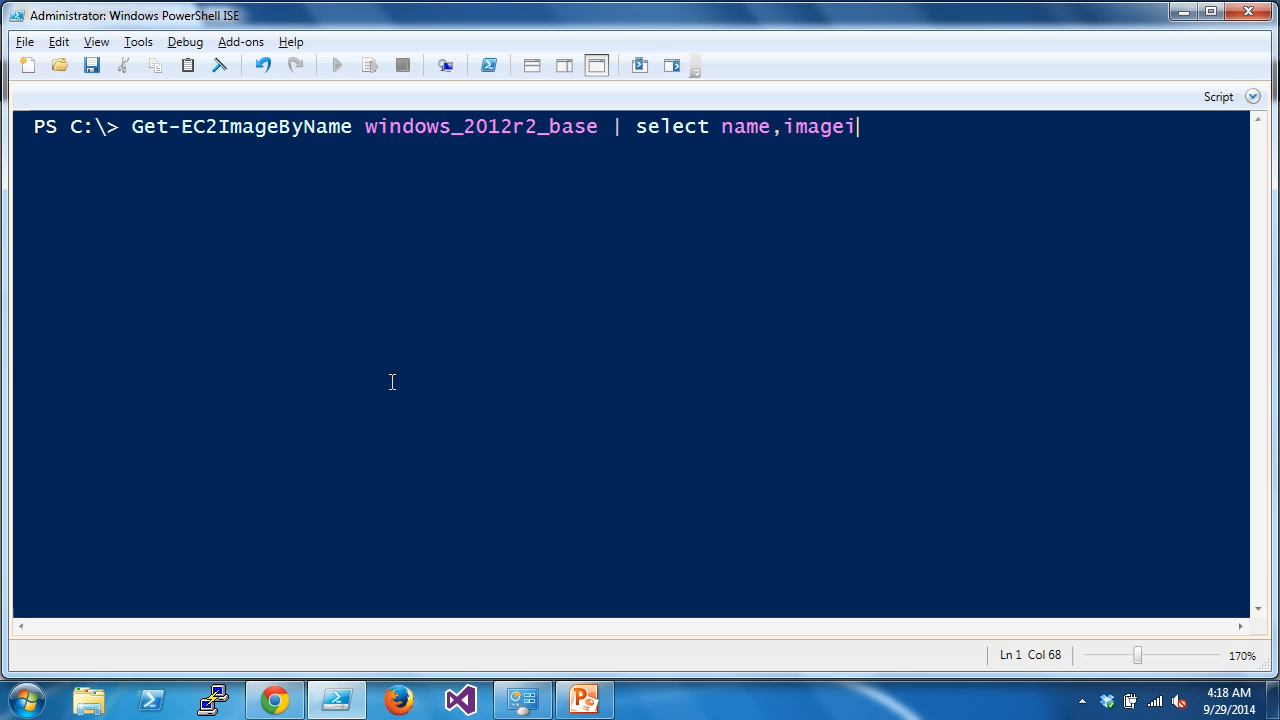 Administrator: Windows PowerShell ISE
File Edit View Tools Debug Add-ons Help
Script
PS C:\> Get-EC2ImageByName windows_2012r2_base | select name,imagei
Ln 1 Col 68
170%
4:18 AM
9/29/2014